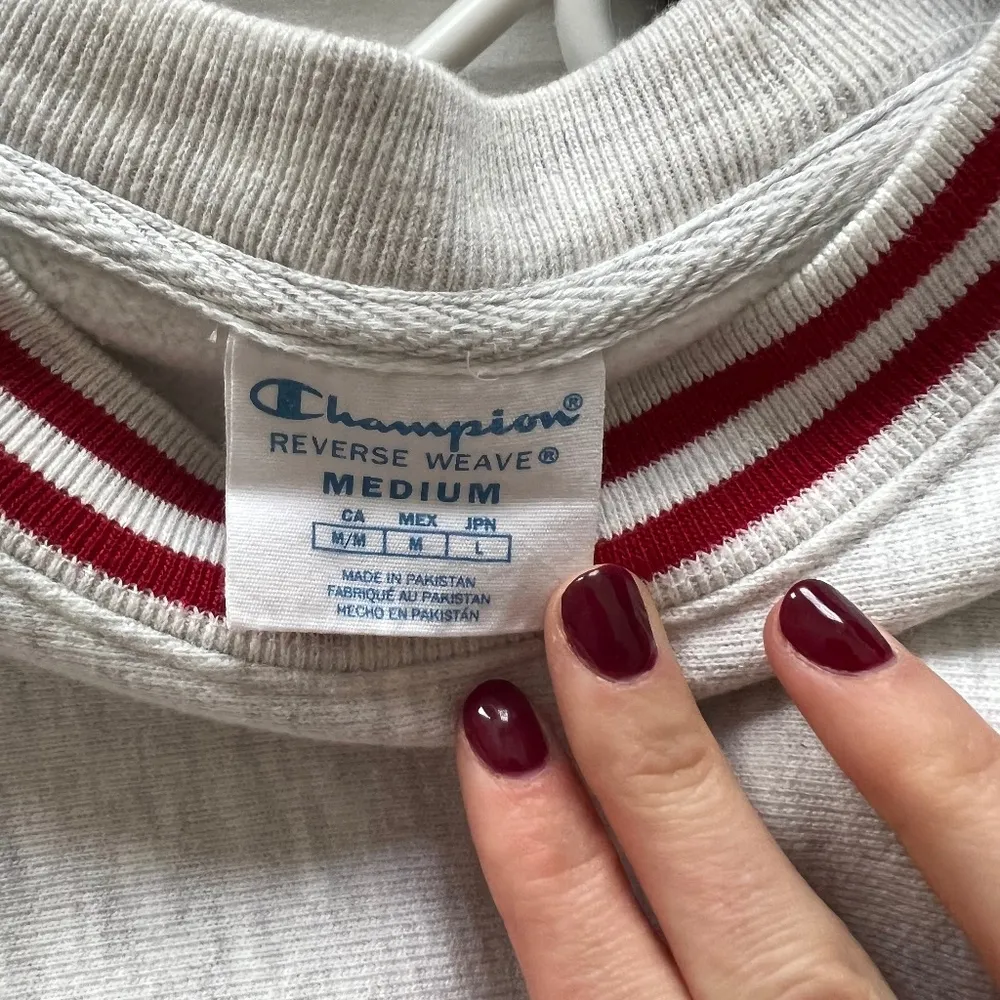 Champion®
REVERSE WEAVE®
MEDIUM
CA MEX JPN
M/M M L
MADE IN PAKISTAN
FABRIQUÉ AU PAKISTAN
HECHO EN PAKISTÁN